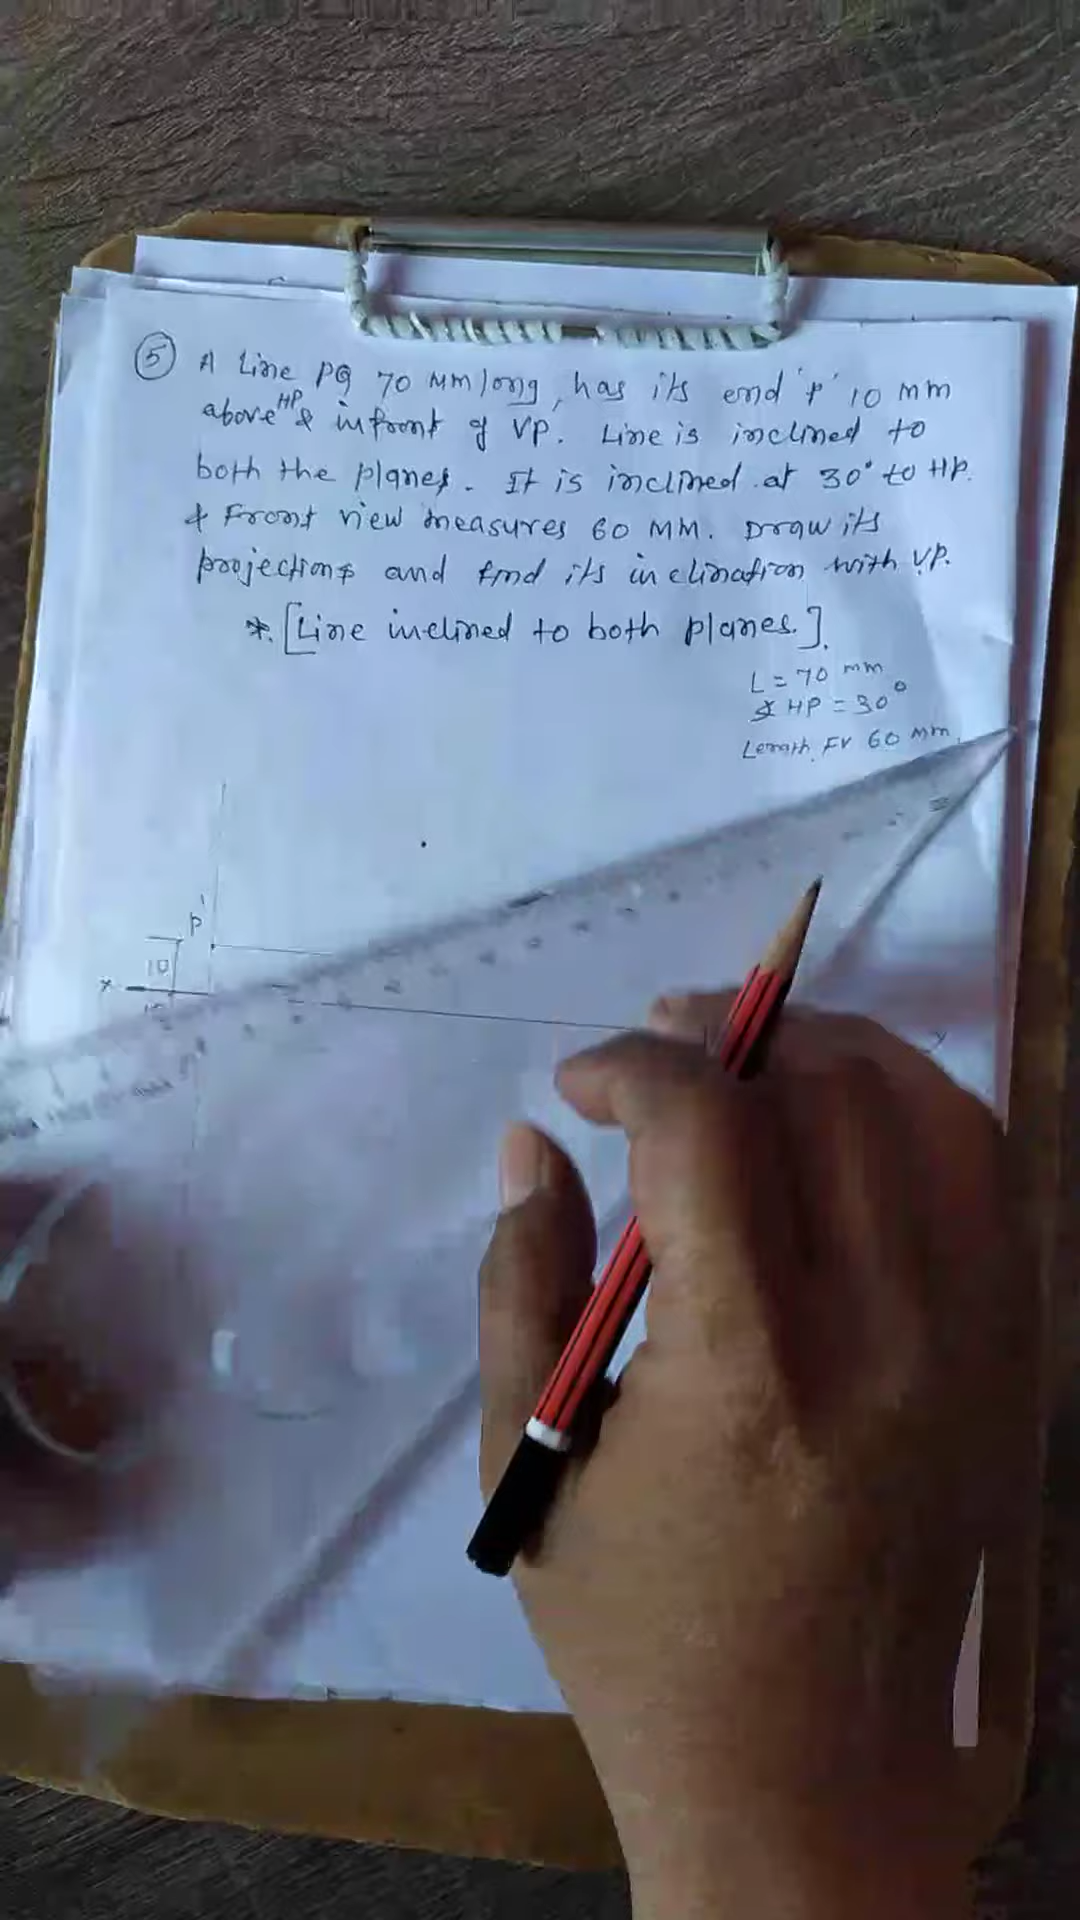 5 A Line PQ 70 MM long, has its end 'P' 10 mm
above HP & infront of VP. Line is inclined to
both the planes. It is inclined at 30° to HP.
& Front view measures 60 MM. Draw its
projections and find its inclination with VP.
*. [Line inclined to both planes.].
L = 70 mm
∠ HP = 30°
Length FV 60 mm
P'
10
X
10
Y